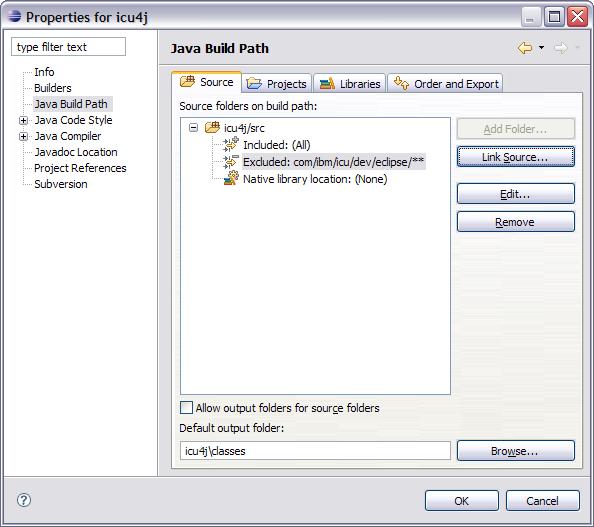 Properties for icu4j
type filter text
Info
Builders
Java Build Path
Java Code Style
Java Compiler
Javadoc Location
Project References
Subversion
Java Build Path
Source Projects Libraries Order and Export
Source folders on build path:
icu4j/src
Included: (All)
Excluded: com/ibm/icu/dev/eclipse/**
Native library location: (None)
Add Folder...
Link Source...
Edit...
Remove
Allow output folders for source folders
Default output folder:
icu4j\classes
Browse...
?
OK Cancel